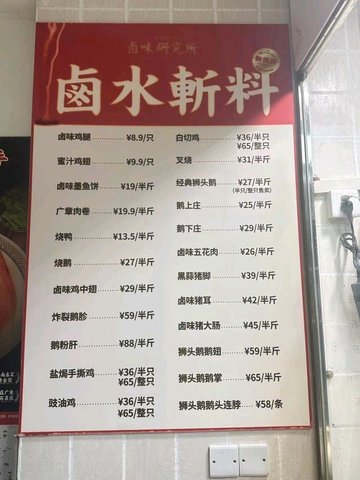 卤味研究所
鹵水斬料
卤味鸡腿 ¥8.9/只
蜜汁鸡翅 ¥9.9/只
卤味墨鱼饼 ¥19/半斤
广章肉卷 ¥19.9/半斤
烧鸭 ¥13.5/半斤
烧鹅 ¥27/半斤
卤味鸡中翅 ¥29/半斤
炸裂鹅胗 ¥59/半斤
鹅粉肝 ¥88/半斤
盐焗手撕鸡 ¥36/半只
¥65/整只
豉油鸡 ¥36/半只
¥65/整只
白切鸡 ¥36/半只
¥65/整只
叉烧 ¥31/半斤
经典狮头鹅 ¥27/半斤
(半只/整只售卖)
鹅上庄 ¥25/半斤
鹅下庄 ¥29/半斤
卤味五花肉 ¥26/半斤
黑蒜猪脚 ¥39/半斤
卤味猪耳 ¥42/半斤
卤味猪大肠 ¥45/半斤
狮头鹅鹅翅 ¥59/半斤
狮头鹅鹅掌 ¥65/半斤
狮头鹅鹅头连脖 ¥58/条